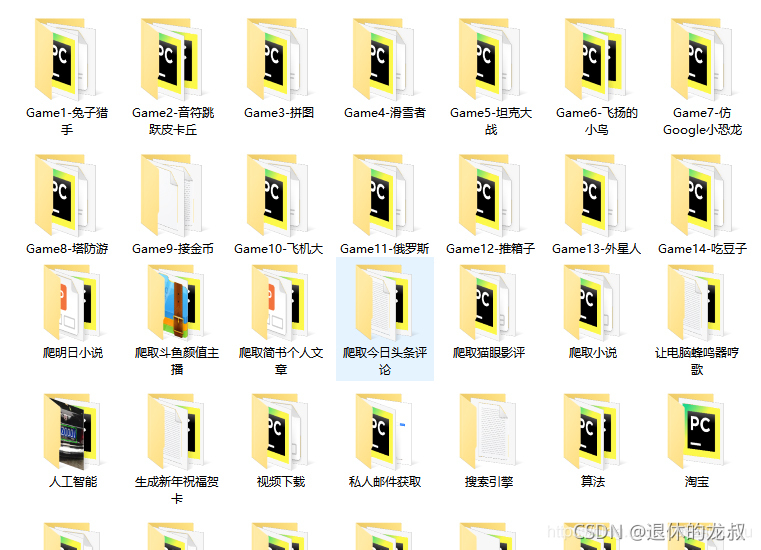 Game1-兔子猎
手
Game2-音符跳
跃皮卡丘
Game3-拼图
Game4-滑雪者
Game5-坦克大
战
Game6-飞扬的
小鸟
Game7-仿
Google小恐龙
Game8-塔防游
Game9-接金币
Game10-飞机大
Game11-俄罗斯
Game12-推箱子
Game13-外星人
Game14-吃豆子
爬明日小说
爬取斗鱼颜值主
播
爬取简书个人文
章
爬取今日头条评
论
爬取猫眼影评
爬取小说
让电脑蜂鸣器哼
歌
人工智能
生成新年祝福贺
卡
视频下载
私人邮件获取
搜索引擎
算法
淘宝
CSDN @退休的龙叔